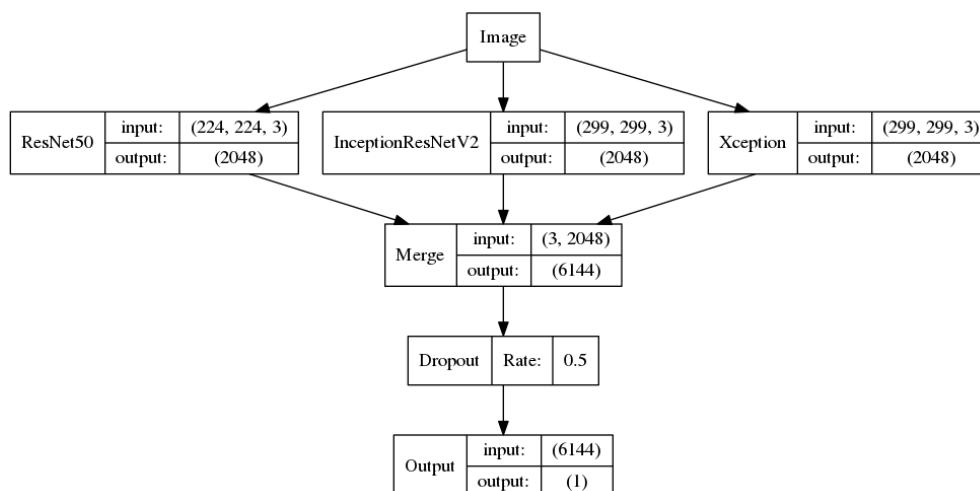 Image
ResNet50 input: (224, 224, 3)
output: (2048)
InceptionResNetV2 input: (299, 299, 3)
output: (2048)
Xception input: (299, 299, 3)
output: (2048)
Merge input: (3, 2048)
output: (6144)
Dropout Rate: 0.5
Output input: (6144)
output: (1)